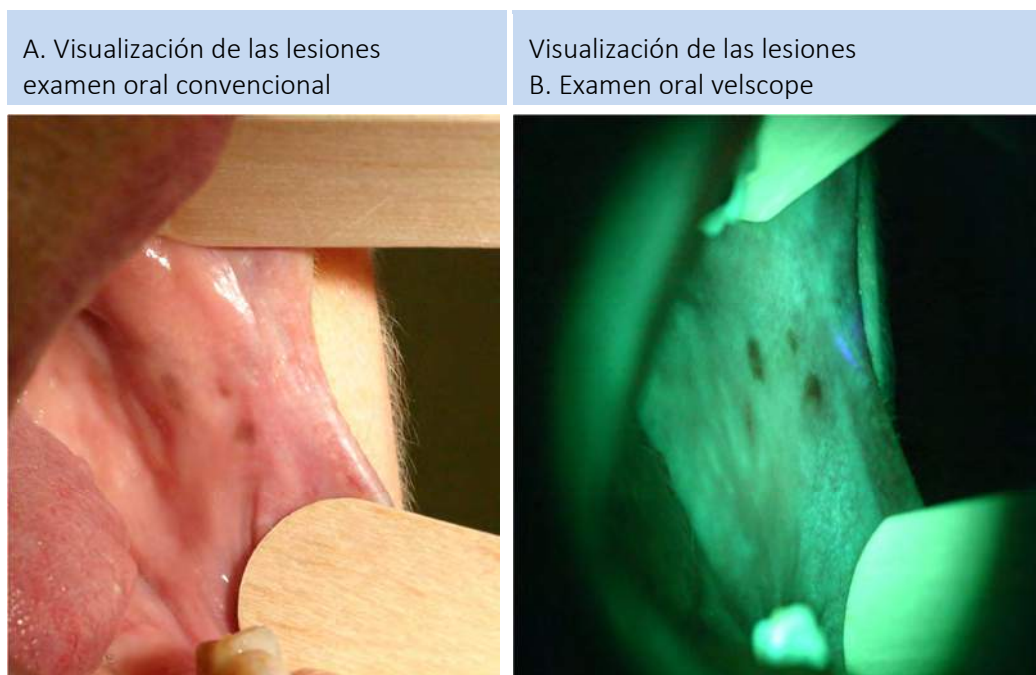 A. Visualización de las lesiones
examen oral convencional
Visualización de las lesiones
B. Examen oral velscope